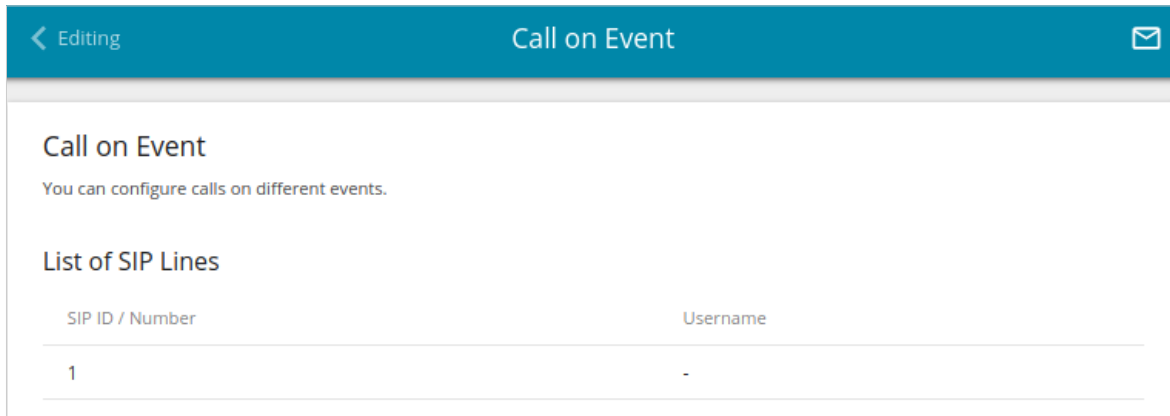 Editing
Call on Event
Call on Event
You can configure calls on different events.
List of SIP Lines
SIP ID / Number Username
1 -